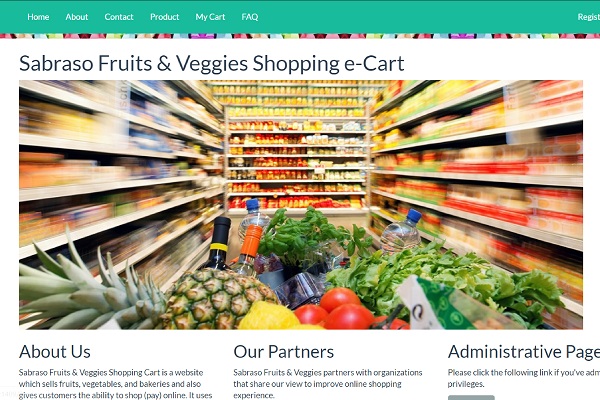 Home About Contact Product My Cart FAQ
Sabraso Fruits & Veggies Shopping e-Cart
About Us
Sabraso Fruits & Veggies Shopping Cart is a website
which sells fruits, vegetables, and bakeries and also
gives customers the ability to shop (pay) online. It uses
Our Partners
Sabraso Fruits & Veggies partners with organizations
that share our view to improve online shopping
experience.
Administrative Page
Please click the following link if you've adm
privileges.